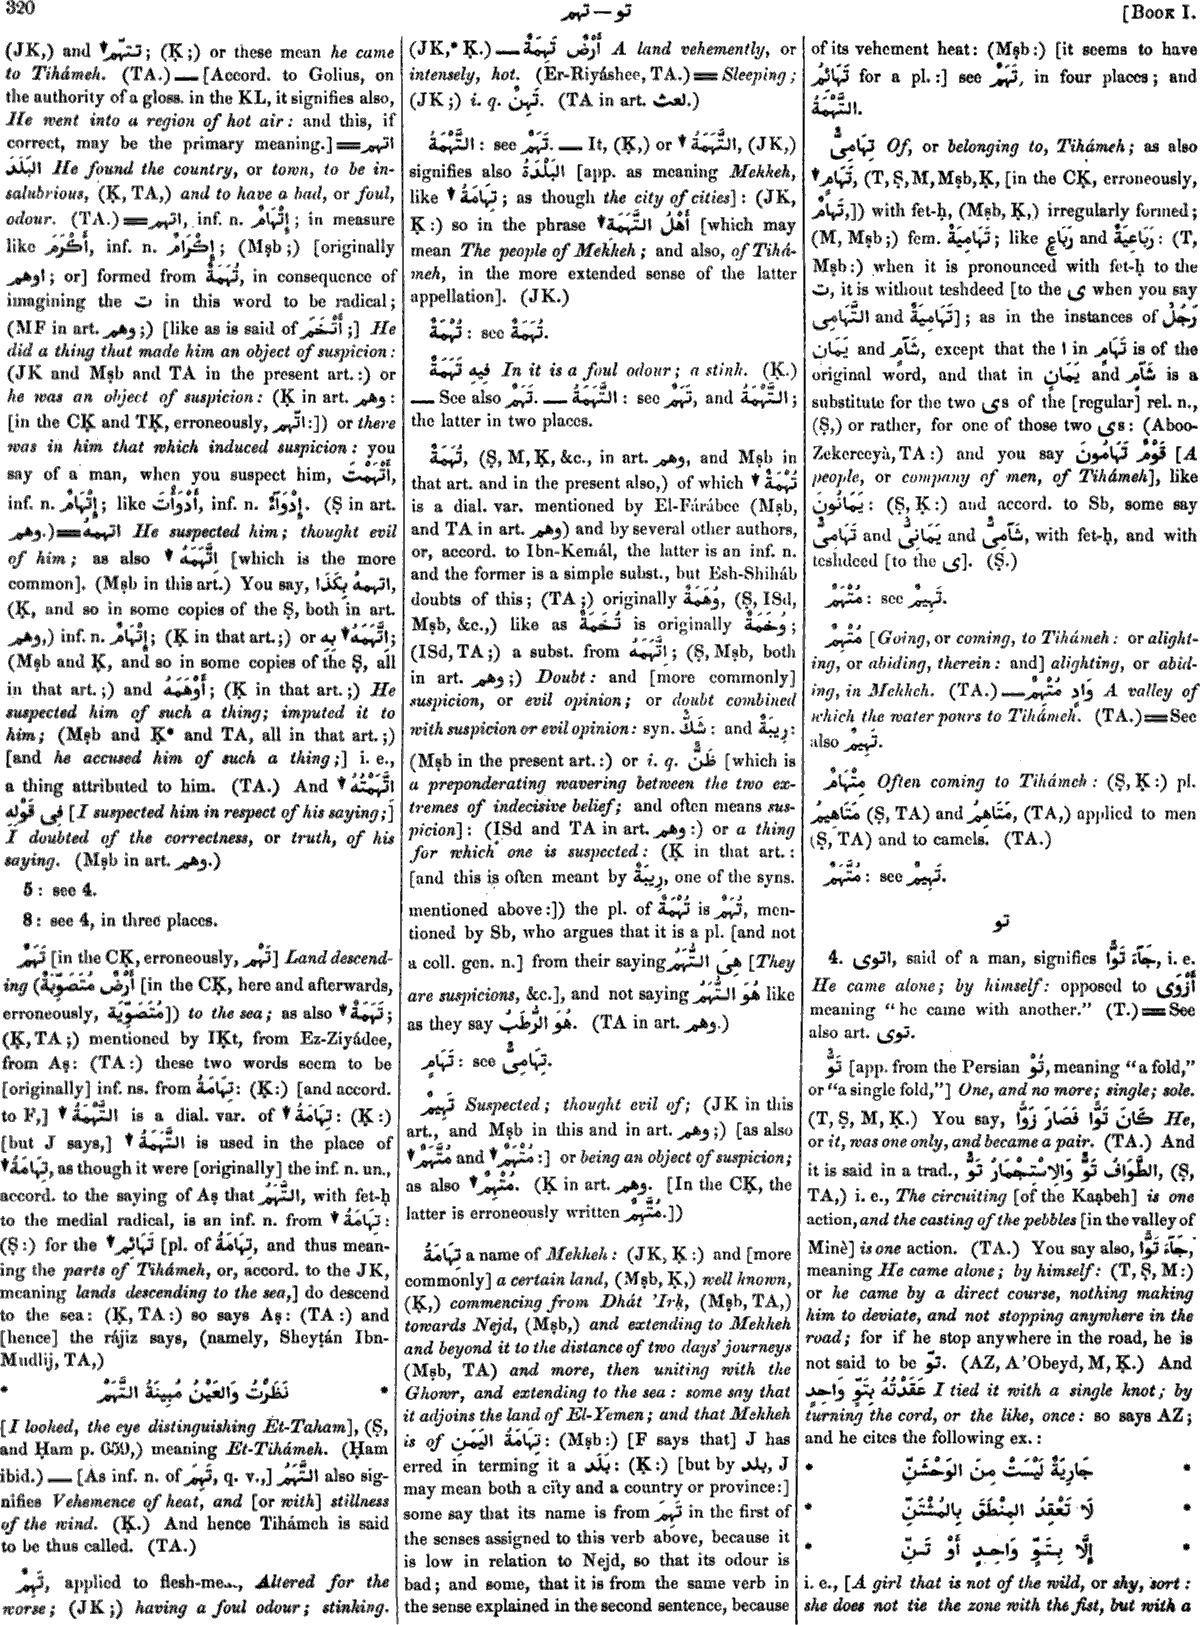 320
تو — تهم
[Book I.
(JK,) and ↓ تتهّم; (Ḳ;) or these mean he came
to Tihámeh. (TA.) — [Accord. to Golius, on
the authority of a gloss. in the KL, it signifies also,
He went into a region of hot air: and this, if
correct, may be the primary meaning.] = اتهم
البَلَدَ He found the country, or town, to be in-
salubrious, (Ḳ, TA,) and to have a bad, or foul,
odour. (TA.) = اتهم, inf. n. إِتْهَامٌ; in measure
like أَكْرَمَ, inf. n. إِكْرَامٌ; (Mṣb;) [originally
اوهم; or] formed from تُهَمَةٌ, in consequence of
imagining the ت in this word to be radical;
(MF in art. وهم;) [like as is said of أَتْخَمَ;] He
did a thing that made him an object of suspicion:
(JK and Mṣb and TA in the present art.:) or
he was an object of suspicion: (Ḳ in art. وهم:
[in the CḲ and TḲ, erroneously, اتّهم:]) or there
was in him that which induced suspicion: you
say of a man, when you suspect him, أَتْهَمْتَ,
inf. n. إِتْهَامٌ; like أَدْوَأْتَ, inf. n. إِدْوَآءٌ. (Ṣ in art.
وهم.) = اتهمهُ He suspected him; thought evil
of him; as also ↓ اِتَّهَمَهُ [which is the more
common]. (Mṣb in this art.) You say, اتهمهُ بِكَذَا,
(Ḳ, and so in some copies of the Ṣ, both in art.
وهم,) inf. n. إِتْهَامٌ; (Ḳ in that art.;) or بِهِ ↓ اِتَّهَمَهُ;
(Mṣb and Ḳ, and so in some copies of the Ṣ, all
in that art.;) and أَوْهَمَهُ; (Ḳ in that art.;) He
suspected him of such a thing; imputed it to
him; (Mṣb and Ḳ* and TA, all in that art.;)
[and he accused him of such a thing;] i. e.,
a thing attributed to him. (TA.) And ↓ اِتَّهَمْتُهُ
فِى قَوْلِهِ [I suspected him in respect of his saying;]
I doubted of the correctness, or truth, of his
saying. (Mṣb in art. وهم.)
5: see 4.
8: see 4, in three places.
تَهَمٌ [in the CḲ, erroneously, تَهْم] Land descend-
ing (أَرْضٌ مُتَصَوِّبَةٌ [in the CḲ, here and afterwards,
erroneously, مُتَصَوِّيَة]) to the sea; as also ↓ تَهَمَةٌ;
(Ḳ, TA;) mentioned by IḲt, from Ez-Ziyádee,
from Aṣ: (TA:) these two words seem to be
[originally] inf. ns. from تِهَامَةُ: (Ḳ:) [and accord.
to F,] ↓ التَّهَمَةُ is a dial. var. of ↓ تِهَامَةُ: (Ḳ:)
[but J says,] ↓ التَّهَمَةُ is used in the place of
↓ تِهَامَةُ, as though it were [originally] the inf. n. un.,
accord. to the saying of Aṣ that التَّهَمُ, with fet-ḥ
to the medial radical, is an inf. n. from ↓ تِهَامَةُ:
(Ṣ:) for the ↓ تَهَائِم [pl. of تِهَامَةُ, and thus mean-
ing the parts of Tihámeh, or, accord. to the JK,
meaning lands descending to the sea,] do descend
to the sea: (Ḳ, TA:) so says Aṣ: (TA:) and
[hence] the rájiz says, (namely, Sheyṭán Ibn-
Mudlij, TA,)
* نَظَرْتُ وَالعَيْنُ مُبِينَةُ التَّهَمْ *
[I looked, the eye distinguishing Et-Taham], (Ṣ,
and Ḥam p. 659,) meaning Et-Tihámeh. (Ḥam
ibid.) — [As inf. n. of تَهِمَ, q. v.,] التَّهَمُ also sig-
nifies Vehemence of heat, and [or with] stillness
of the wind. (Ḳ.) And hence Tihámeh is said
to be thus called. (TA.)
تَهِمٌ, applied to flesh-me.., Altered for the
worse; (JK;) having a foul odour; stinking.
(JK,* Ḳ.) — أَرْضٌ تَهِمَةٌ A land vehemently, or
intensely, hot. (Er-Riyáshee, TA.) = Sleeping;
(JK;) i. q. تَهِنٌ. (TA in art. لعث.)
التَّهْمَةُ: see تَهَمٌ. — It, (Ḳ,) or ↓ التَّهَمَةُ, (JK,)
signifies also البَلْدَةُ [app. as meaning Mekkeh,
like ↓ تِهَامَةُ; as though the city of cities]: (JK,
Ḳ:) so in the phrase ↓ أَهْلُ التَّهَمَةِ [which may
mean The people of Mekkeh; and also, of Tihá-
meh, in the more extended sense of the latter
appellation]. (JK.)
تُهْمَةٌ: see تُهَمَةٌ.
فِيهِ تَهَمَةٌ In it is a foul odour; a stink. (Ḳ.)
— See also تَهَمٌ. — التَّهَمَةُ: see تَهَمٌ, and التَّهْمَةُ;
the latter in two places.
تُهَمَةٌ, (Ṣ, M, Ḳ, &c., in art. وهم, and Mṣb in
that art. and in the present also,) of which ↓ تُهْمَةٌ
is a dial. var. mentioned by El-Fárábee (Mṣb,
and TA in art. وهم) and by several other authors,
or, accord. to Ibn-Kemál, the latter is an inf. n.
and the former is a simple subst., but Esh-Shiháb
doubts of this; (TA;) originally وُهَمَةٌ, (Ṣ, ISd,
Mṣb, &c.,) like as تُخَمَةٌ is originally وُخَمَةٌ;
(ISd, TA;) a subst. from اِتَّهَمَهُ; (Ṣ, Mṣb, both
in art. وهم;) Doubt: and [more commonly]
suspicion, or evil opinion; or doubt combined
with suspicion or evil opinion: syn. شَكٌّ: and رِيبَةٌ:
(Mṣb in the present art.:) or i. q. ظَنٌّ [which is
a preponderating wavering between the two ex-
tremes of indecisive belief; and often means sus-
picion]: (ISd and TA in art. وهم:) or a thing
for which one is suspected: (Ḳ in that art.:
[and this is often meant by رِيبَةٌ, one of the syns.
mentioned above:]) the pl. of تُهَمَةٌ is تُهَمٌ, men-
tioned by Sb, who argues that it is a pl. [and not
a coll. gen. n.] from their saying هِىَ التُّهَمُ [They
are suspicions, &c.], and not saying هُوَ التُّهَمُ like
as they say هُوَ الرُّطَبُ. (TA in art. وهم.)
تَهَامٍ: see تِهَامِىٌّ.
تَهِيمٌ Suspected; thought evil of; (JK in this
art., and Mṣb in this and in art. وهم;) [as also
↓ مُتَّهَمٌ and ↓ مُتْهَمٌ:] or being an object of suspicion;
as also ↓ مُتْهِمٌ. (Ḳ in art. وهم. [In the CḲ, the
latter is erroneously written مُتَّهِمٌ.])
تِهَامَةُ a name of Mekkeh: (JK, Ḳ:) and [more
commonly] a certain land, (Mṣb, Ḳ,) well known,
(Ḳ,) commencing from Dhát 'Irḳ, (Mṣb, TA,)
towards Nejd, (Mṣb,) and extending to Mekkeh
and beyond it to the distance of two days' journeys
(Mṣb, TA) and more, then uniting with the
Ghowr, and extending to the sea: some say that
it adjoins the land of El-Yemen; and that Mekkeh
is of تِهَامَةُ اليَمَنِ: (Mṣb:) [F says that] J has
erred in terming it a بَلَد: (Ḳ:) [but by بلد, J
may mean both a city and a country or province:]
some say that its name is from تَهِمَ in the first of
the senses assigned to this verb above, because it
is low in relation to Nejd, so that its odour is
bad; and some, that it is from the same verb in
the sense explained in the second sentence, because
of its vehement heat: (Mṣb:) [it seems to have
تَهَائِمُ for a pl.:] see تَهَمٌ, in four places; and
التَّهْمَةُ.
تِهَامِىٌّ Of, or belonging to, Tihámeh; as also
↓ تَهَامٍ, (T, Ṣ, M, Mṣb, Ḳ, [in the CḲ, erroneously,
تَهَامٌ,]) with fet-ḥ, (Mṣb, Ḳ,) irregularly formed;
(M, Mṣb;) fem. تَهَامِيَةٌ; like رَبَاعٍ and رَبَاعِيَةٌ: (T,
Mṣb:) when it is pronounced with fet-ḥ to the
ت, it is without teshdeed [to the ى when you say
التَّهَامِى and تَهَامِيَةٌ]; as in the instances of رَجُلٌ
يَمَانٍ and شَآمٍ, except that the ا in تَهَامٍ is of the
original word, and that in يَمَانٍ and شَآمٍ is a
substitute for the two ىs of the [regular] rel. n.,
(Ṣ,) or rather, for one of those two ىs: (Aboo-
Zekereeyà, TA:) and you say قَوْمٌ تَهَامُونَ [A
people, or company of men, of Tihámeh], like
يَمَانُونَ: (Ṣ, Ḳ:) and accord. to Sb, some say
تَهَامِىٌّ and يَمَانِىٌّ and شَآمِىٌّ, with fet-ḥ, and with
teshdeed [to the ى]. (Ṣ.)
مُتْهَمٌ: see تَهِيمٌ.
مُتْهِمٌ [Going, or coming, to Tihámeh: or alight-
ing, or abiding, therein: and] alighting, or abid-
ing, in Mekkeh. (TA.) — وَادٍ مُتْهِمٌ A valley of
which the water pours to Tihámeh. (TA.) = See
also تَهِيمٌ.
مِتْهَامٌ Often coming to Tihámeh: (Ṣ, Ḳ:) pl.
مَتَاهِيمُ (Ṣ, TA) and مَتَاهِمُ, (TA,) applied to men
(Ṣ, TA) and to camels. (TA.)
مُتَّهَمٌ: see تَهِيمٌ.
تو
4. اتوى, said of a man, signifies جَآءَ تَوًّا, i. e.
He came alone; by himself: opposed to أَزْوَى
meaning "he came with another." (T.) = See
also art. توى.
تَوٌّ [app. from the Persian تُوْ, meaning "a fold,"
or "a single fold,"] One, and no more; single; sole.
(T, Ṣ, M, Ḳ.) You say, كَانَ تَوًّا فَصَارَ زَوًّا He,
or it, was one only, and became a pair. (TA.) And
it is said in a trad., الطَّوَافُ تَوٌّ وَالاِسْتِجْمَارُ تَوٌّ, (Ṣ,
TA,) i. e., The circuiting [of the Kaạbeh] is one
action, and the casting of the pebbles [in the valley of
Minè] is one action. (TA.) You say also, جَآءَ تَوًّا,
meaning He came alone; by himself: (T, Ṣ, M:)
or he came by a direct course, nothing making
him to deviate, and not stopping anywhere in the
road; for if he stop anywhere in the road, he is
not said to be تَوّ. (AZ, A'Obeyd, M, Ḳ.) And
عَقَدْتُهُ بِتَوٍّ وَاحِدٍ I tied it with a single knot; by
turning the cord, or the like, once: so says AZ;
and he cites the following ex.:
* جَارِيَةٌ لَيْسَتْ مِنَ الوَحْشَنِّ *
* لَا تَعْقِدُ المِنْطَقَ بِالمُثْنَنِّ *
* إِلَّا بِتَوٍّ وَاحِدٍ أَوْ تَنِّ *
i. e., [A girl that is not of the wild, or shy, sort:
she does not tie the zone with the fist, but with a